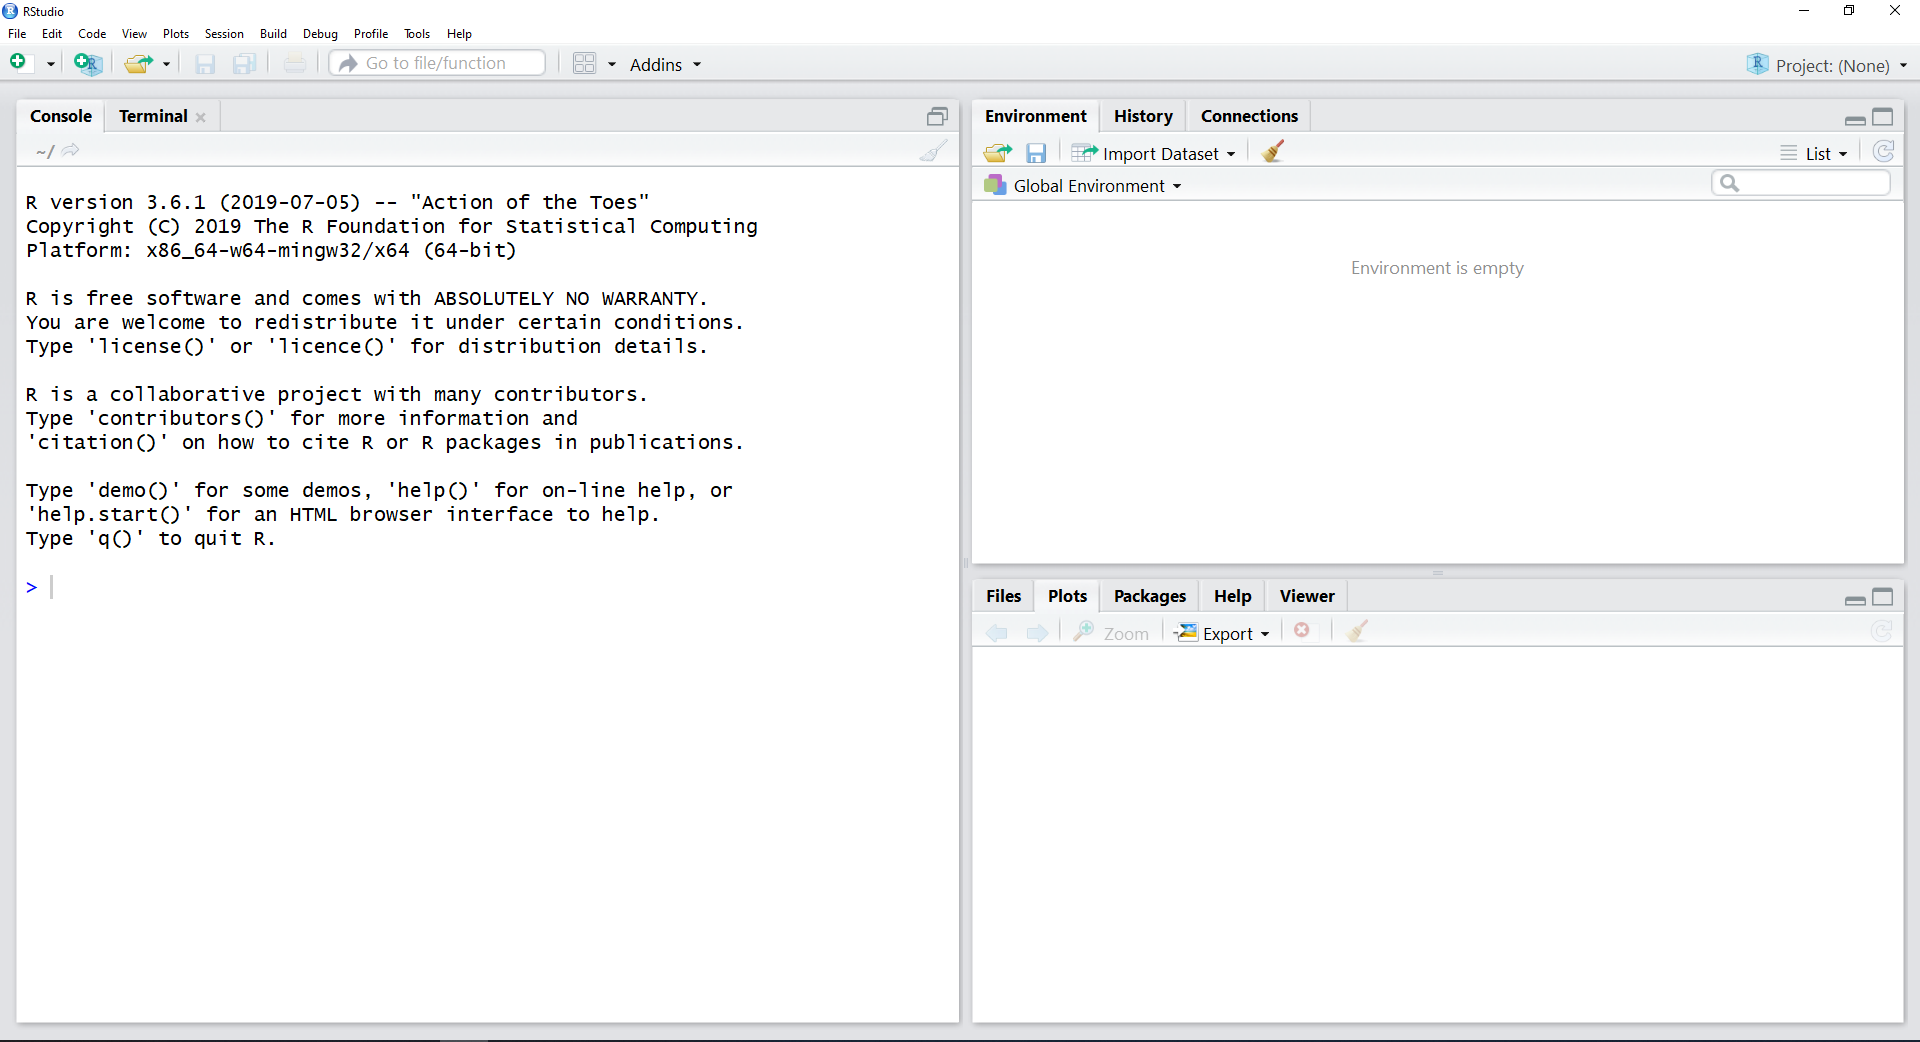 RStudio
File Edit Code View Plots Session Build Debug Profile Tools Help
Go to file/function Addins Project: (None)
Console Terminal
~/
R version 3.6.1 (2019-07-05) -- "Action of the Toes"
Copyright (C) 2019 The R Foundation for Statistical Computing
Platform: x86_64-w64-mingw32/x64 (64-bit)
R is free software and comes with ABSOLUTELY NO WARRANTY.
You are welcome to redistribute it under certain conditions.
Type 'license()' or 'licence()' for distribution details.
R is a collaborative project with many contributors.
Type 'contributors()' for more information and
'citation()' on how to cite R or R packages in publications.
Type 'demo()' for some demos, 'help()' for on-line help, or
'help.start()' for an HTML browser interface to help.
Type 'q()' to quit R.
>
Environment History Connections
Import Dataset List
Global Environment
Environment is empty
Files Plots Packages Help Viewer
Zoom Export